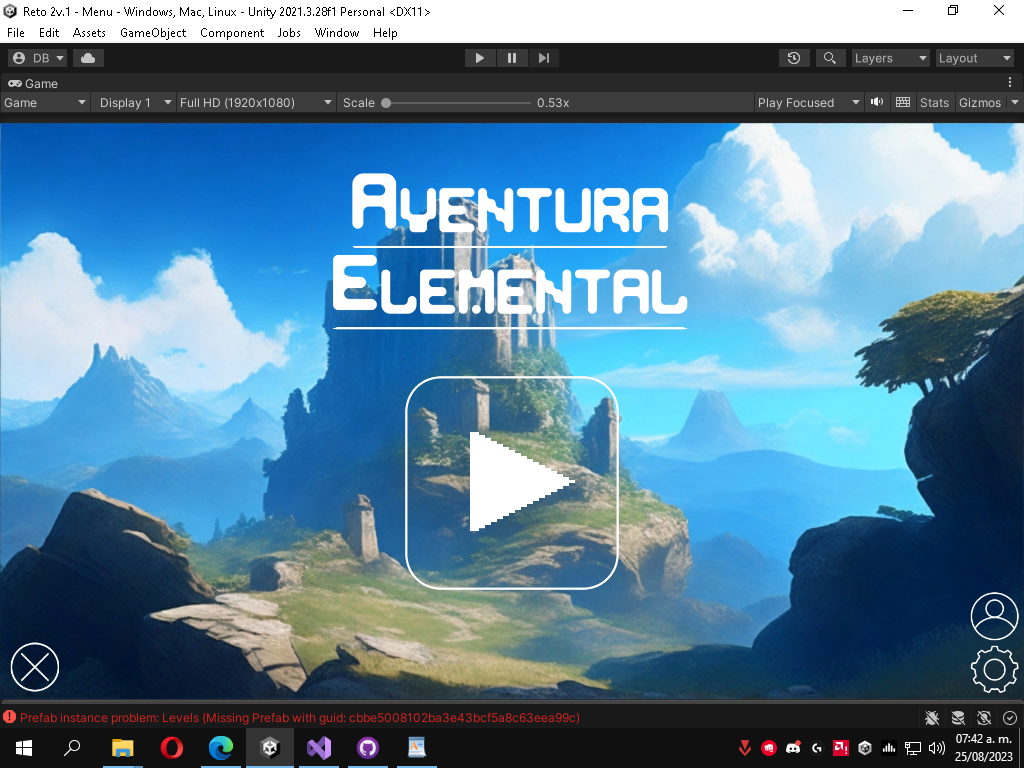 Reto 2v.1 - Menu - Windows, Mac, Linux - Unity 2021.3.28f1 Personal <DX11>
File Edit Assets GameObject Component Jobs Window Help
DB Layers Layout
Game
Game Display 1 Full HD (1920x1080) Scale 0.53x Play Focused Stats Gizmos
AVENTURA
ELEMENTAL
Prefab instance problem: Levels (Missing Prefab with guid: cbbe5008102ba3e43bcf5a8c63eea99c)
07:42 a. m.
25/08/2023